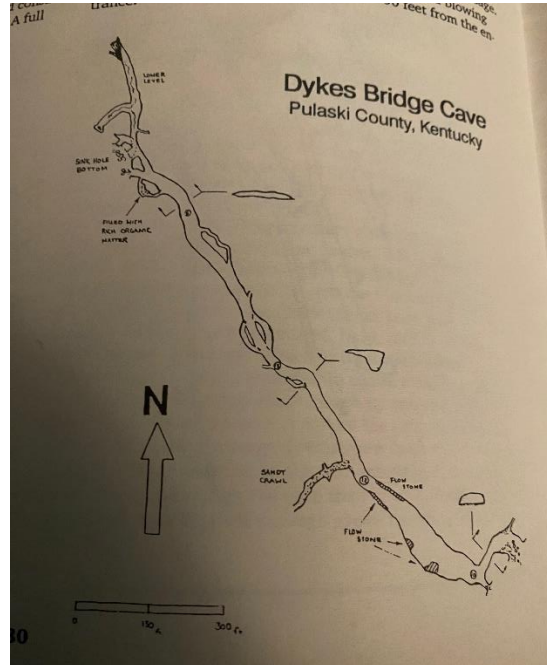 A full
blowing
feet from the en-
Dykes Bridge Cave
Pulaski County, Kentucky
LOWER
LEVEL
SINK HOLE
BOTTOM
FILLED WITH
RICH ORGANIC
MATTER
N
SANDY
CRAWL
FLOW
STONE
FLOW
STONE
0
150
300 FT.